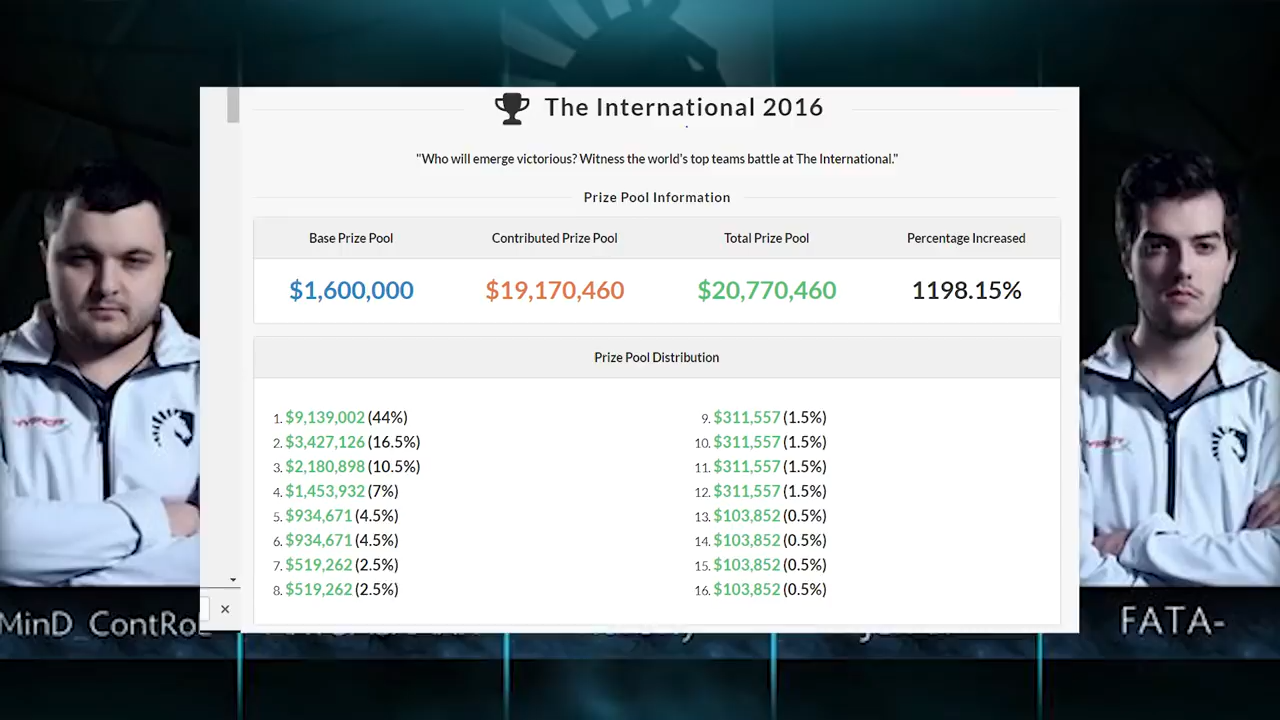 The International 2016
"Who will emerge victorious? Witness the world's top teams battle at The International."
Prize Pool Information
Base Prize Pool Contributed Prize Pool Total Prize Pool Percentage Increased
$1,600,000 $19,170,460 $20,770,460 1198.15%
Prize Pool Distribution
1. $9,139,002 (44%)
2. $3,427,126 (16.5%)
3. $2,180,898 (10.5%)
4. $1,453,932 (7%)
5. $934,671 (4.5%)
6. $934,671 (4.5%)
7. $519,262 (2.5%)
8. $519,262 (2.5%)
9. $311,557 (1.5%)
10. $311,557 (1.5%)
11. $311,557 (1.5%)
12. $311,557 (1.5%)
13. $103,852 (0.5%)
14. $103,852 (0.5%)
15. $103,852 (0.5%)
16. $103,852 (0.5%)
MinD_ContRoL
FATA-